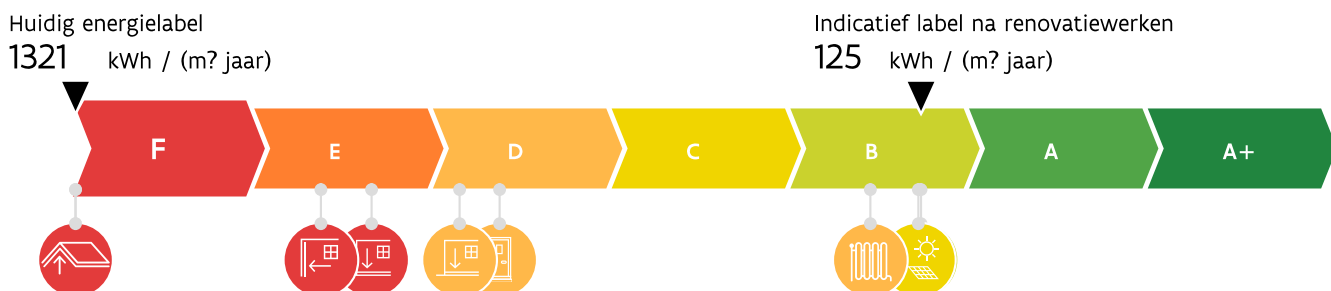 Huidig energielabel
1321 kWh / (m? jaar)
Indicatief label na renovatiewerken
125 kWh / (m? jaar)
F E D C B A A+